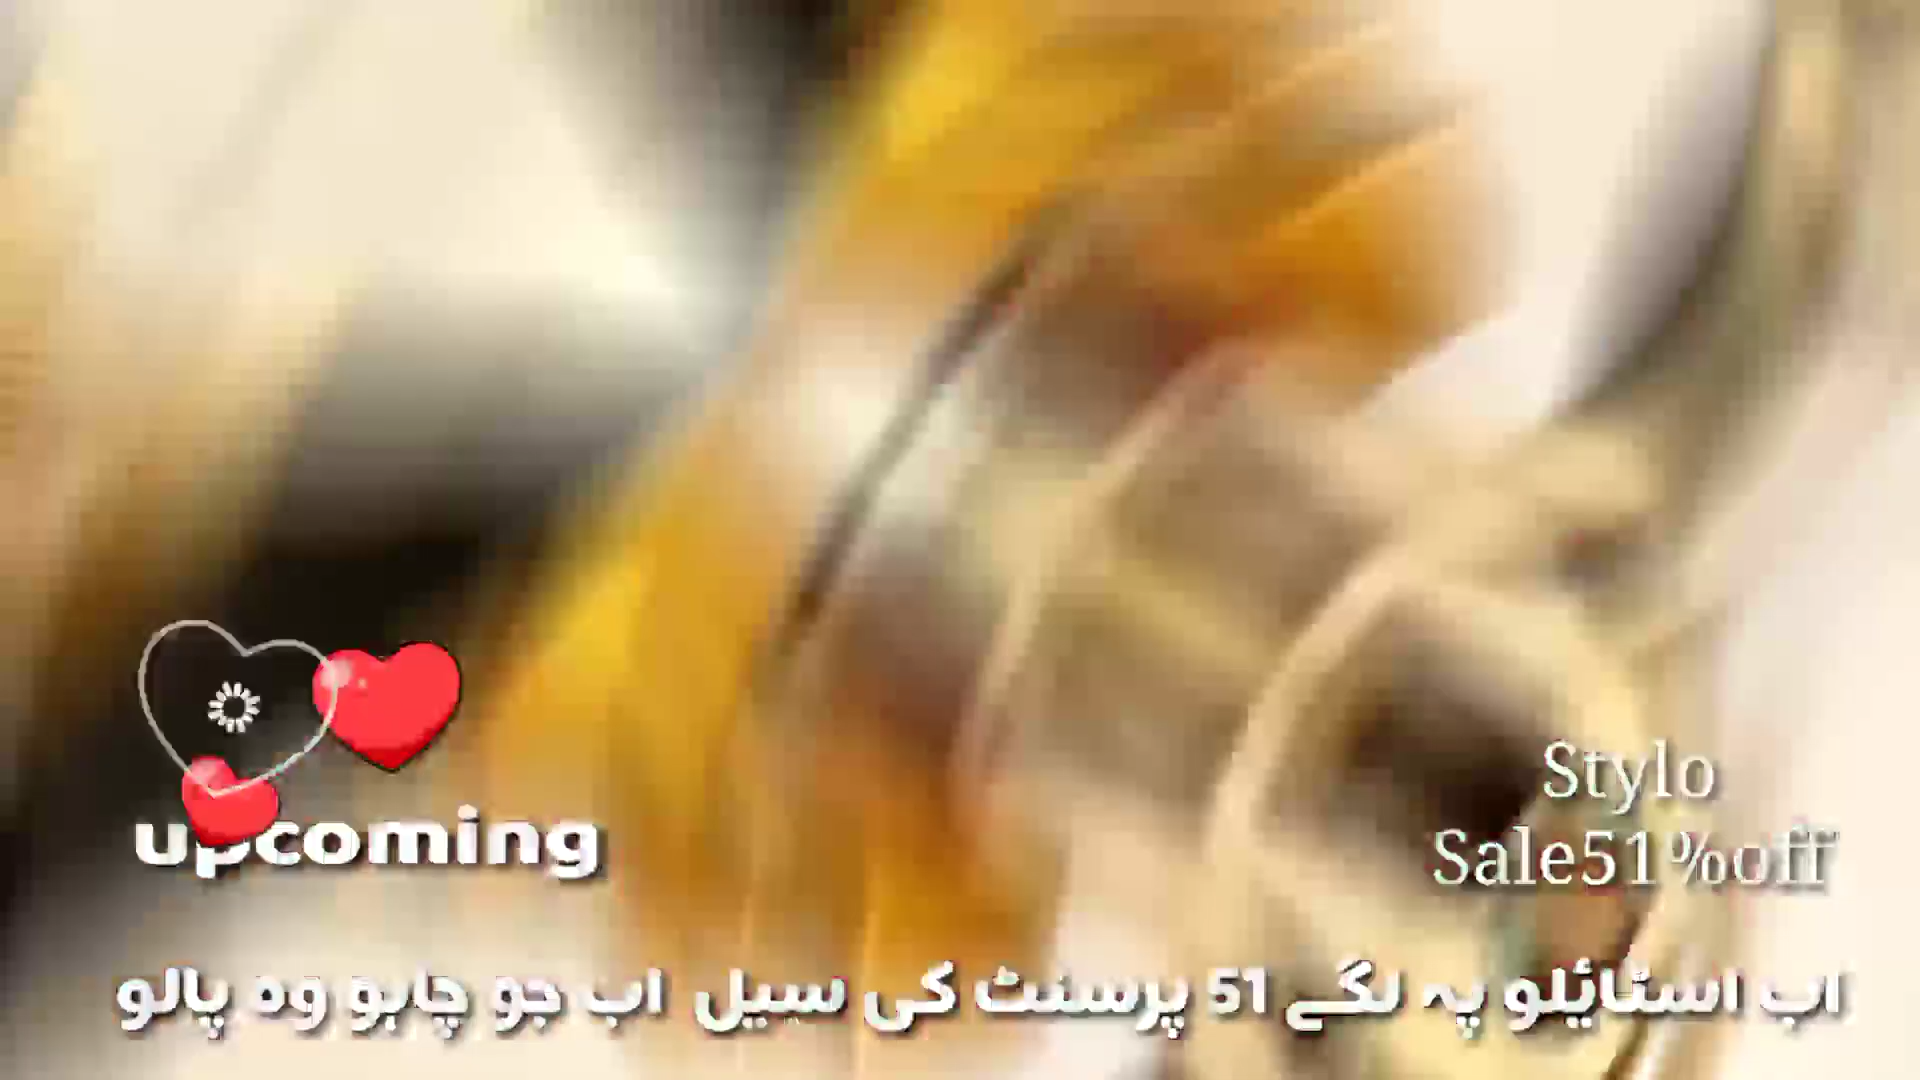 upcoming
Stylo
Sale51%off
اب اسٹائلو پہ لگے 51 پرسنٹ کی سیل اب جو چاہو وہ پالو